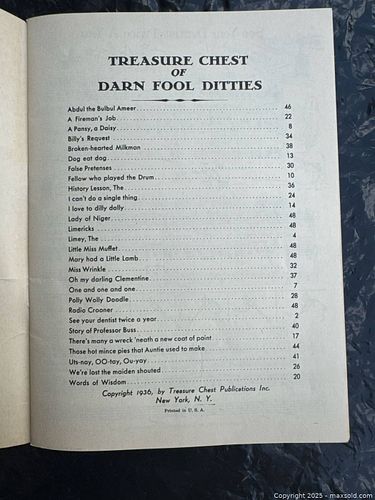 TREASURE CHEST
OF
DARN FOOL DITTIES
Abdul the Bulbul Ameer 46
A Fireman's Job 22
A Pansy, a Daisy 8
Billy's Request 34
Broken-hearted Milkman 38
Dog eat dog 13
False Pretenses 30
Fellow who played the Drum 10
History Lesson, The 36
I can't do a single thing 24
I love to dilly dally 14
Lady of Niger 48
Limericks 48
Limey, The 4
Little Miss Muffet 48
Mary had a Little Lamb 48
Miss Wrinkle 32
Oh my darling Clementine 37
One and one and one 7
Polly Wolly Doodle 28
Radio Crooner 48
See your dentist twice a year 2
Story of Professor Buss 40
There's many a wreck 'neath a new coat of paint 17
Those hot mince pies that Auntie used to make 44
Uts-nay, OO-tay, Ou-yay 41
We're lost the maiden shouted 26
Words of Wisdom 20
Copyright 1936, by Treasure Chest Publications Inc.
New York, N. Y.
Printed in U. S. A.
© Copyright 2025 - maxsold.com